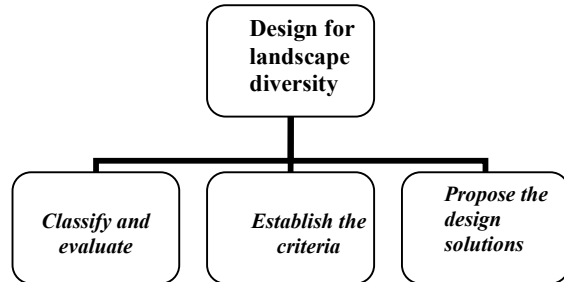 Design for
landscape
diversity
Classify and
evaluate
Establish the
criteria
Propose the
design
solutions